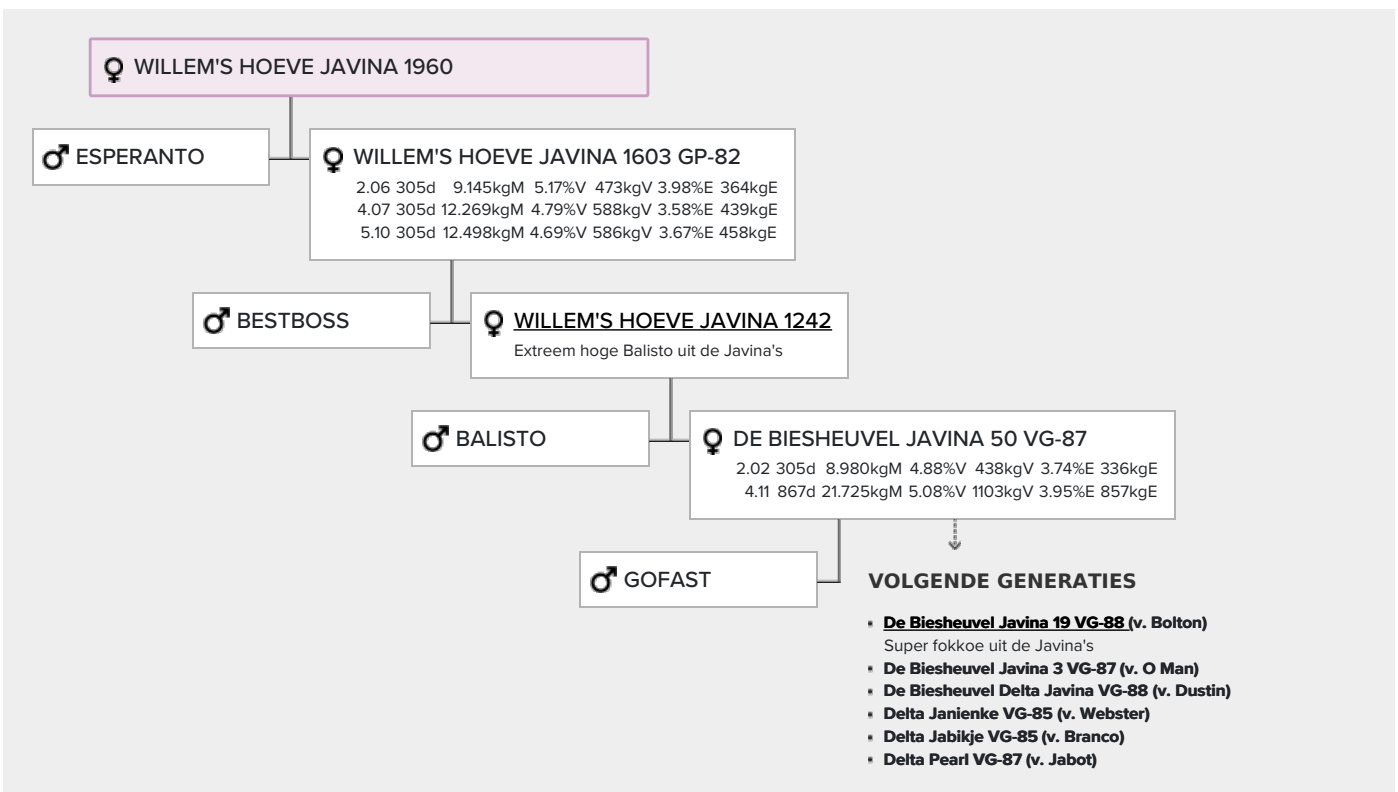 WILLEM'S HOEVE JAVINA 1960
ESPERANTO
WILLEM'S HOEVE JAVINA 1603 GP-82
2.06 305d 9.145kgM 5.17%V 473kgV 3.98%E 364kgE
4.07 305d 12.269kgM 4.79%V 588kgV 3.58%E 439kgE
5.10 305d 12.498kgM 4.69%V 586kgV 3.67%E 458kgE
BESTBOSS
WILLEM'S HOEVE JAVINA 1242
Extreem hoge Balisto uit de Javina's
BALISTO
DE BIESHEUVEL JAVINA 50 VG-87
2.02 305d 8.980kgM 4.88%V 438kgV 3.74%E 336kgE
4.11 867d 21.725kgM 5.08%V 1103kgV 3.95%E 857kgE
GOFAST
VOLGENDE GENERATIES
De Biesheuvel Javina 19 VG-88 (v. Bolton)
Super fokkoe uit de Javina's
De Biesheuvel Javina 3 VG-87 (v. O Man)
De Biesheuvel Delta Javina VG-88 (v. Dustin)
Delta Janienke VG-85 (v. Webster)
Delta Jabikje VG-85 (v. Branco)
Delta Pearl VG-87 (v. Jabot)